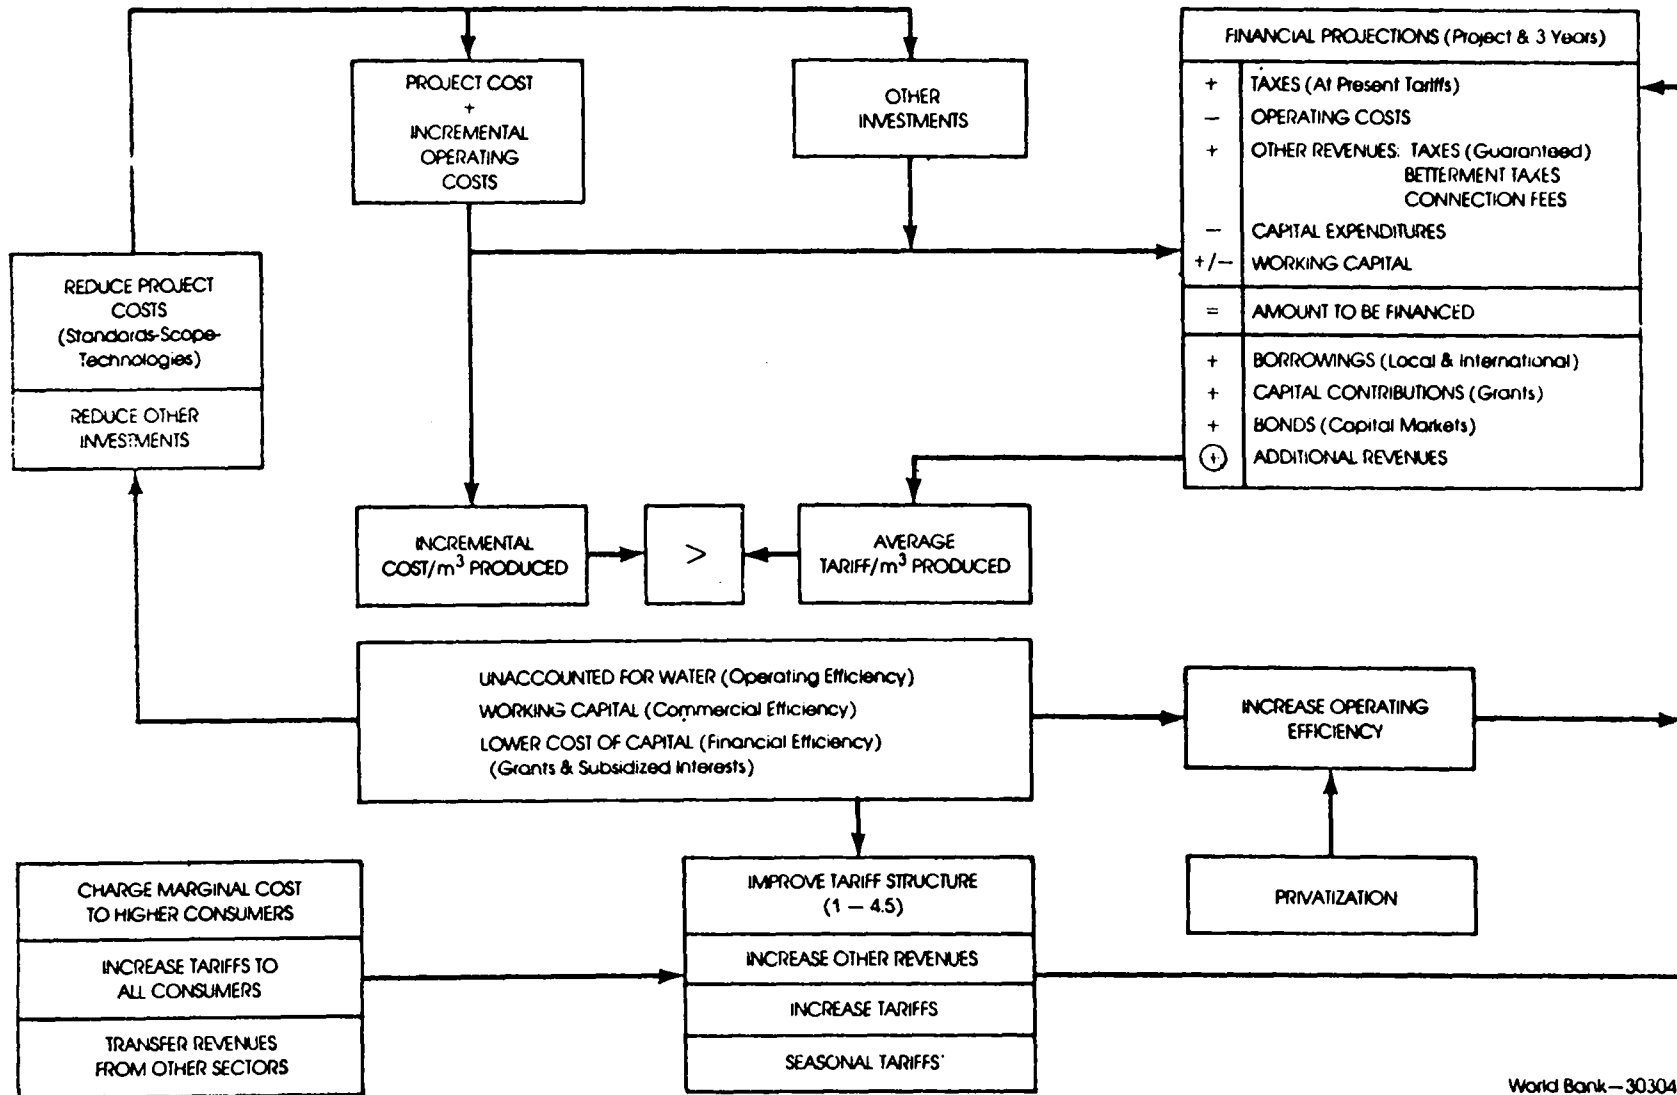 PROJECT COST
+
INCREMENTAL
OPERATING
COSTS
OTHER
INVESTMENTS
FINANCIAL PROJECTIONS (Project & 3 Years)
+ TAXES (At Present Tariffs)
— OPERATING COSTS
+ OTHER REVENUES: TAXES (Guaranteed)
BETTERMENT TAXES
CONNECTION FEES
— CAPITAL EXPENDITURES
+/— WORKING CAPITAL
= AMOUNT TO BE FINANCED
+ BORROWINGS (Local & International)
+ CAPITAL CONTRIBUTIONS (Grants)
+ BONDS (Capital Markets)
+ ADDITIONAL REVENUES
REDUCE PROJECT
COSTS
(Standards-Scope-
Technologies)
REDUCE OTHER
INVESTMENTS
INCREMENTAL
COST/m³ PRODUCED
>
AVERAGE
TARIFF/m³ PRODUCED
UNACCOUNTED FOR WATER (Operating Efficiency)
WORKING CAPITAL (Commercial Efficiency)
LOWER COST OF CAPITAL (Financial Efficiency)
(Grants & Subsidized Interests)
INCREASE OPERATING
EFFICIENCY
PRIVATIZATION
CHARGE MARGINAL COST
TO HIGHER CONSUMERS
INCREASE TARIFFS TO
ALL CONSUMERS
TRANSFER REVENUES
FROM OTHER SECTORS
IMPROVE TARIFF STRUCTURE
(1 — 4.5)
INCREASE OTHER REVENUES
INCREASE TARIFFS
SEASONAL TARIFFS
World Bank—30304